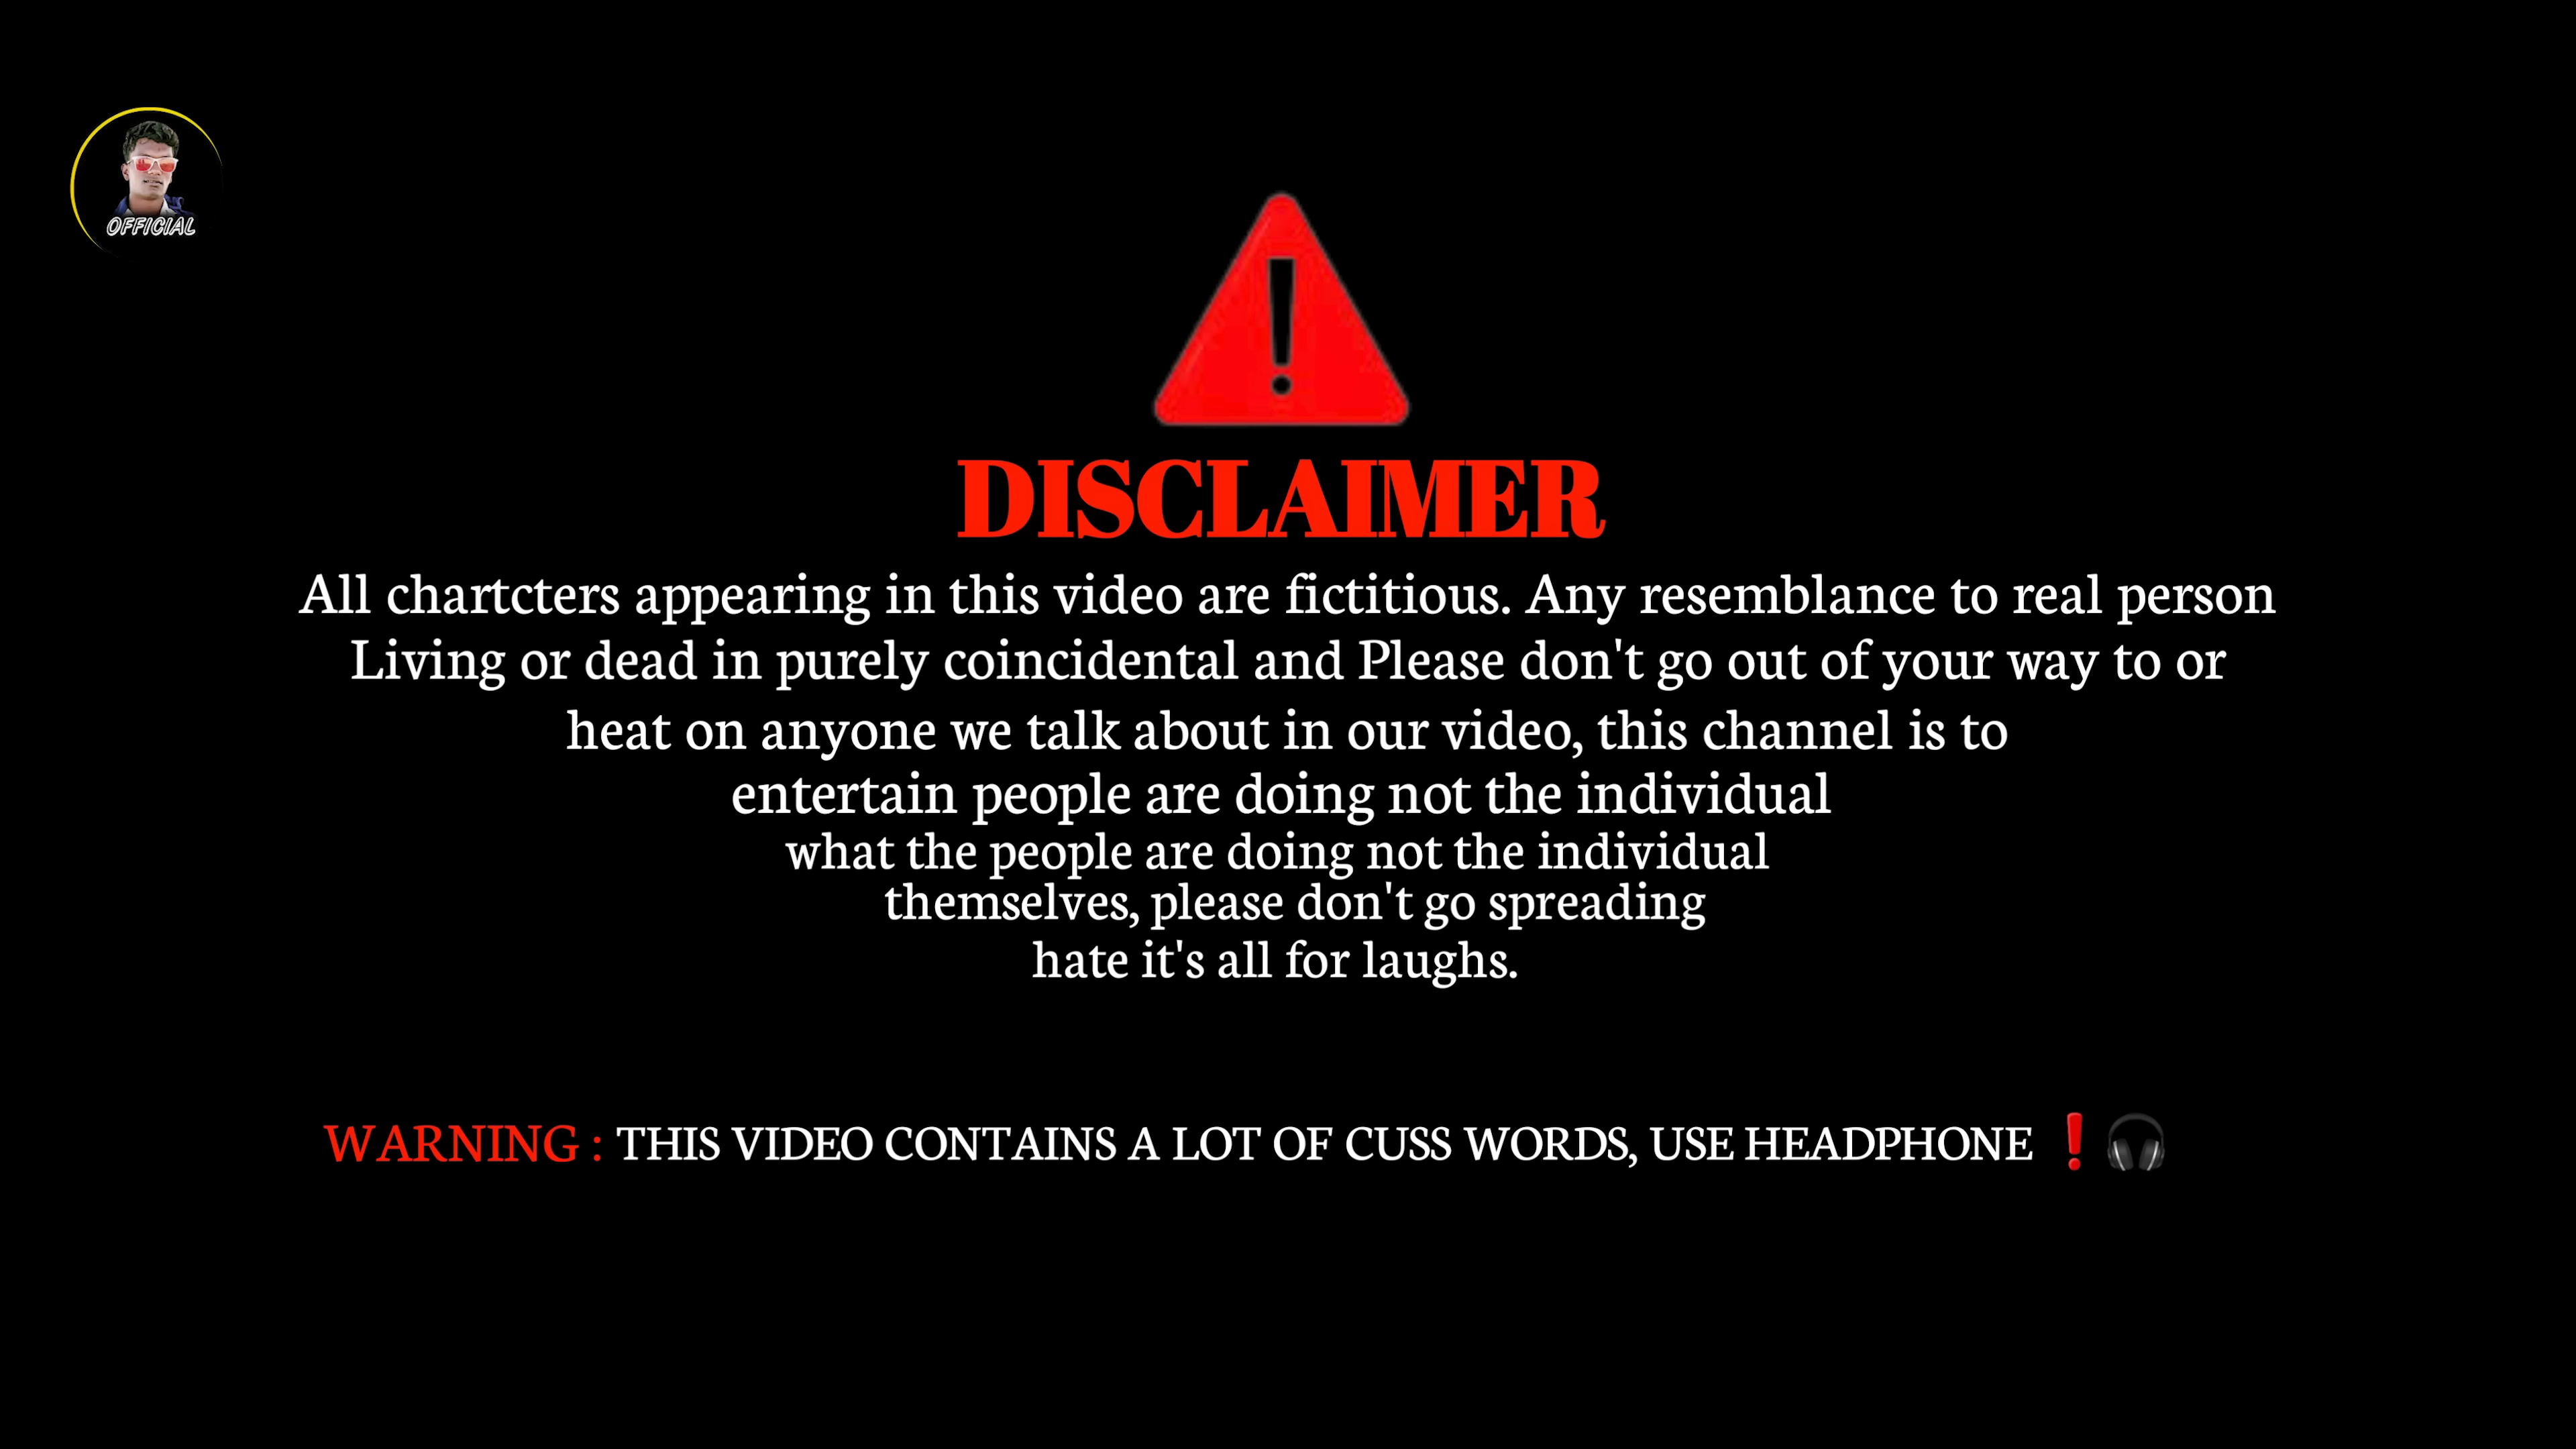 OFFICIAL
DISCLAIMER
All chartcters appearing in this video are fictitious. Any resemblance to real person
Living or dead in purely coincidental and Please don't go out of your way to or
heat on anyone we talk about in our video, this channel is to
entertain people are doing not the individual
what the people are doing not the individual
themselves, please don't go spreading
hate it's all for laughs.
WARNING : THIS VIDEO CONTAINS A LOT OF CUSS WORDS, USE HEADPHONE ❗🎧